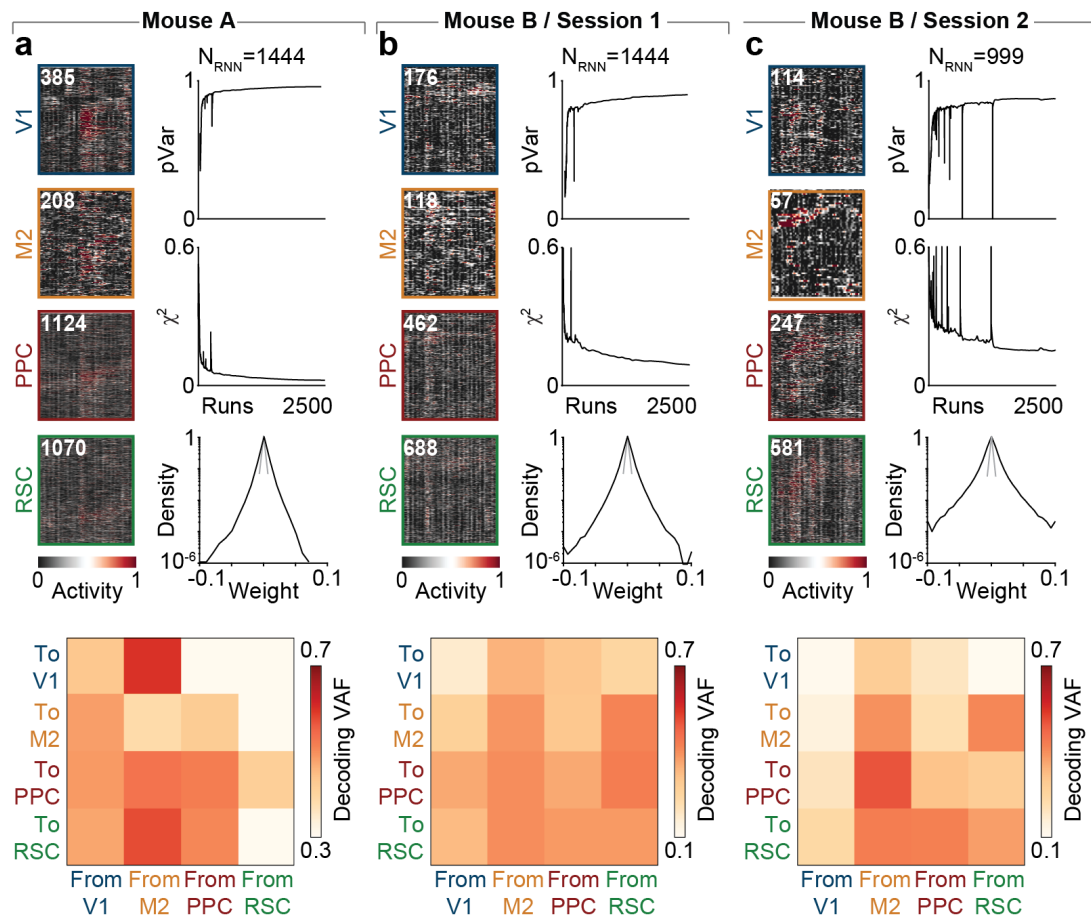 Mouse A
Mouse B / Session 1
Mouse B / Session 2
a
N_RNN=1444
385
V1
1
pVar
0
208
M2
0.6
χ²
0
Runs
2500
1124
PPC
1070
RSC
1
Density
10^-6
-0.1
Weight
0.1
0
Activity
1
b
N_RNN=1444
176
V1
1
pVar
0
118
M2
0.6
χ²
0
Runs
2500
462
PPC
688
RSC
1
Density
10^-6
-0.1
Weight
0.1
0
Activity
1
c
N_RNN=999
114
V1
1
pVar
0
57
M2
0.6
χ²
0
Runs
2500
247
PPC
581
RSC
1
Density
10^-6
-0.1
Weight
0.1
0
Activity
1
To
V1
To
M2
To
PPC
To
RSC
From
V1
From
M2
From
PPC
From
RSC
0.7
Decoding VAF
0.3
To
V1
To
M2
To
PPC
To
RSC
From
V1
From
M2
From
PPC
From
RSC
0.7
Decoding VAF
0.1
To
V1
To
M2
To
PPC
To
RSC
From
V1
From
M2
From
PPC
From
RSC
0.7
Decoding VAF
0.1